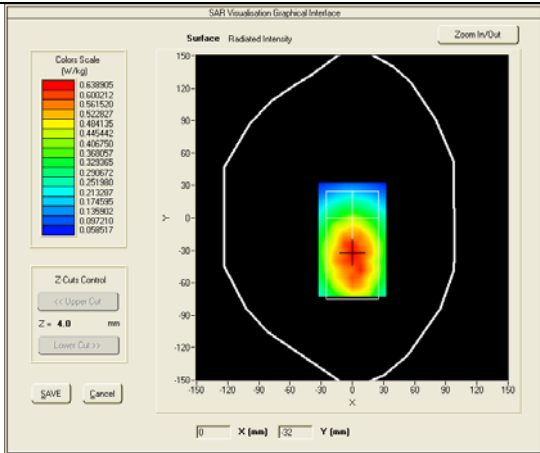 SAR Visualisation Graphical Interface
Surface Radiated Intensity
Zoom In/Out
Colors Scale
(W/kg)
0.638905
0.600212
0.561520
0.522827
0.484135
0.445442
0.406750
0.368057
0.329365
0.290672
0.251980
0.213287
0.174595
0.135902
0.097210
0.058517
Z-Cuts Control
<< Upper Cut
Z = 4.0 mm
Lower Cut >>
SAVE Cancel
150-
120-
90-
60-
30-
0-
-30-
-60-
-90-
-120-
-150-
Y
-150 -120 -90 -60 -30 0 30 60 90 120 150
X
0 X (mm) -32 Y (mm)